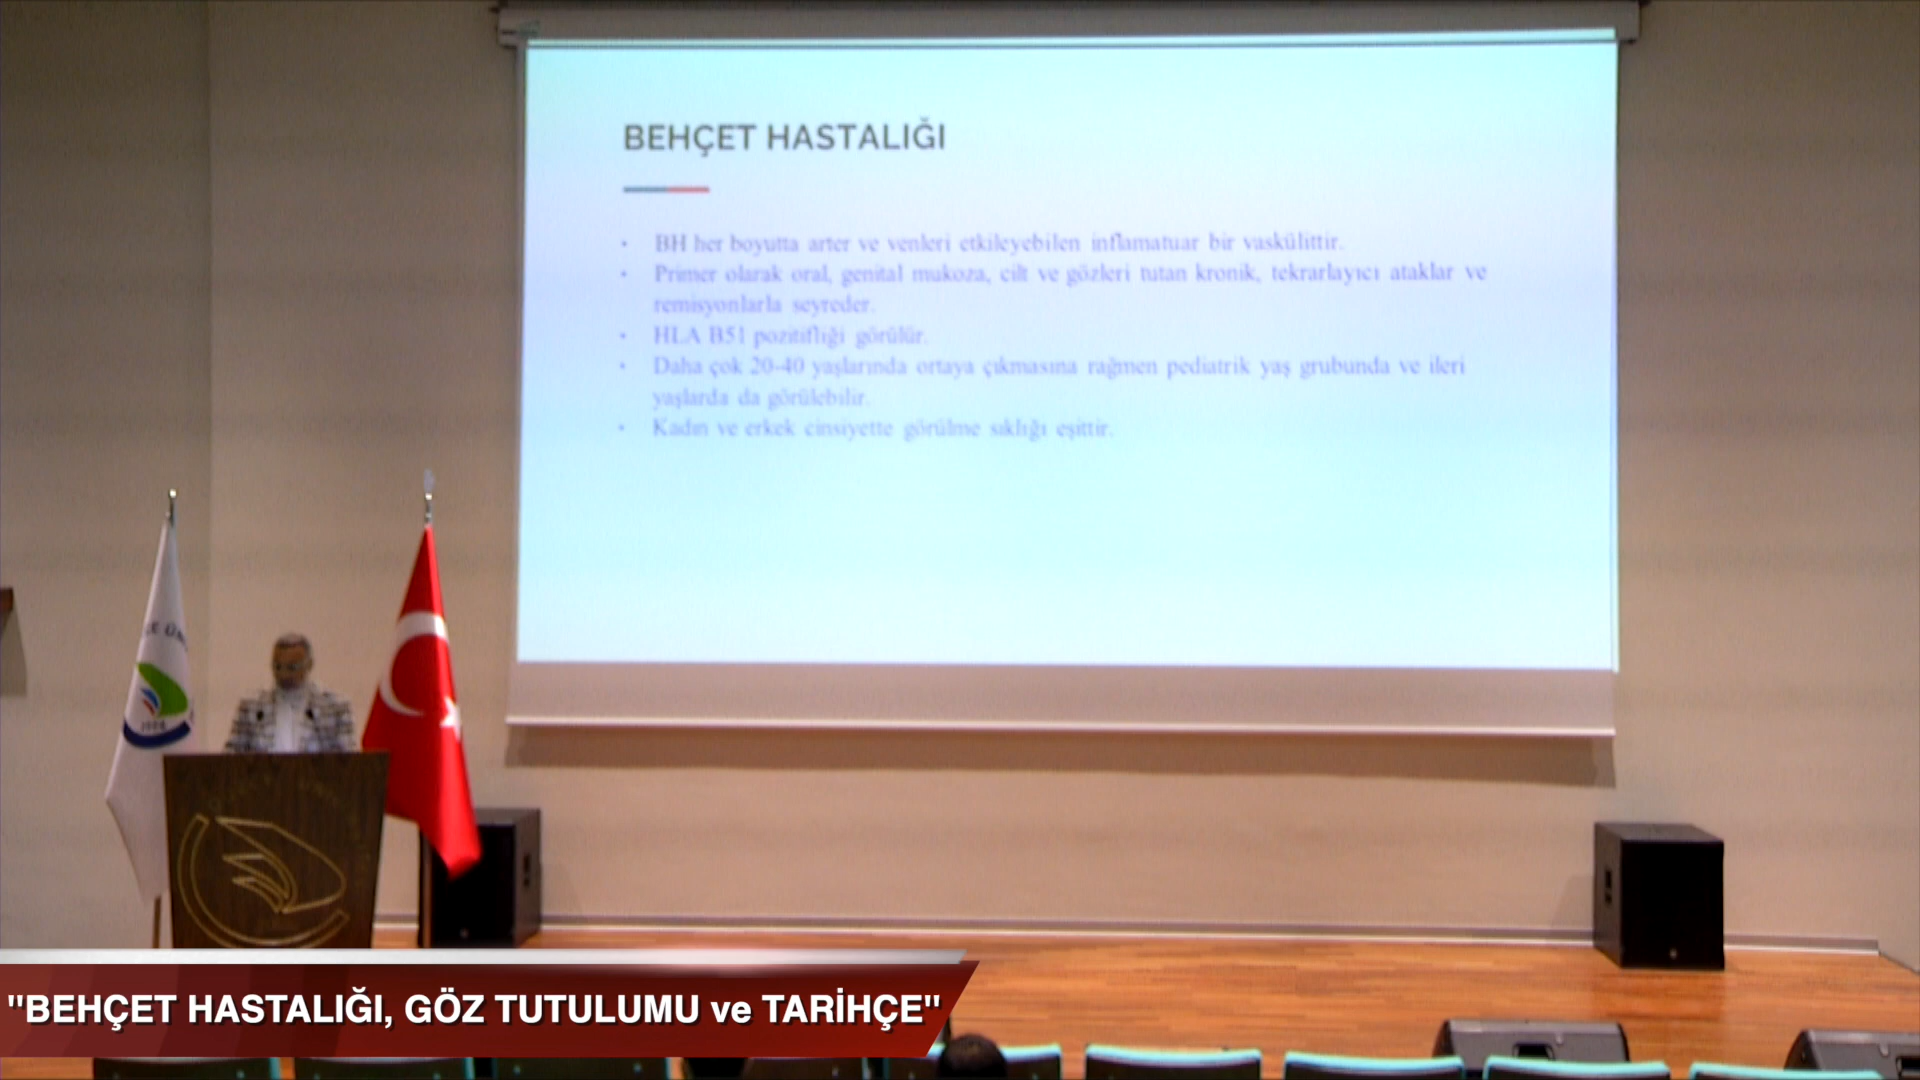 BEHÇET HASTALIĞI
• BH her boyutta arter ve venleri etkileyebilen inflamatuar bir vaskülittir.
• Primer olarak oral, genital mukoza, cilt ve gözleri tutan kronik, tekrarlayıcı ataklar ve
remisyonlarla seyreder.
• HLA B51 pozitifliği görülür.
• Daha çok 20-40 yaşlarında ortaya çıkmasına rağmen pediatrik yaş grubunda ve ileri
yaşlarda da görülebilir.
• Kadın ve erkek cinsiyette görülme sıklığı eşittir.
"BEHÇET HASTALIĞI, GÖZ TUTULUMU ve TARİHÇE"